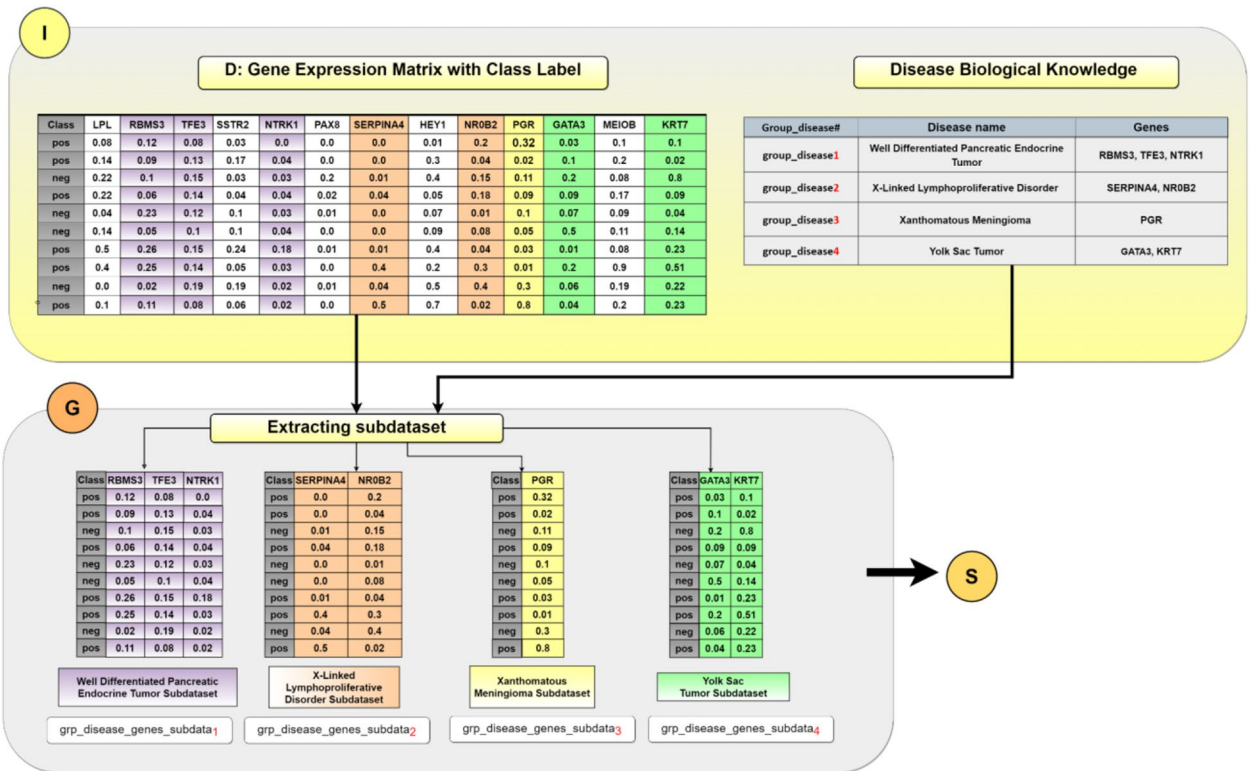 I
D: Gene Expression Matrix with Class Label
Disease Biological Knowledge
Class LPL RBMS3 TFE3 SSTR2 NTRK1 PAX8 SERPINA4 HEY1 NR0B2 PGR GATA3 MEIOB KRT7
pos 0.08 0.12 0.08 0.03 0.0 0.0 0.0 0.01 0.2 0.32 0.03 0.1 0.1
pos 0.14 0.09 0.13 0.17 0.04 0.0 0.0 0.3 0.04 0.02 0.1 0.2 0.02
neg 0.22 0.1 0.15 0.03 0.03 0.2 0.01 0.4 0.15 0.11 0.2 0.08 0.8
pos 0.22 0.06 0.14 0.04 0.04 0.02 0.04 0.05 0.18 0.09 0.09 0.17 0.09
neg 0.04 0.23 0.12 0.1 0.03 0.01 0.0 0.07 0.01 0.1 0.07 0.09 0.04
neg 0.14 0.05 0.1 0.1 0.04 0.0 0.0 0.09 0.08 0.05 0.5 0.11 0.14
pos 0.5 0.26 0.15 0.24 0.18 0.01 0.01 0.4 0.04 0.03 0.01 0.08 0.23
pos 0.4 0.25 0.14 0.05 0.03 0.0 0.4 0.2 0.3 0.01 0.2 0.9 0.51
neg 0.0 0.02 0.19 0.19 0.02 0.01 0.04 0.5 0.4 0.3 0.06 0.19 0.22
pos 0.1 0.11 0.08 0.06 0.02 0.0 0.5 0.7 0.02 0.8 0.04 0.2 0.23
Group_disease# Disease name Genes
group_disease1 Well Differentiated Pancreatic Endocrine
Tumor RBMS3, TFE3, NTRK1
group_disease2 X-Linked Lymphoproliferative Disorder SERPINA4, NR0B2
group_disease3 Xanthomatous Meningioma PGR
group_disease4 Yolk Sac Tumor GATA3, KRT7
G
Extracting subdataset
Class RBMS3 TFE3 NTRK1
pos 0.12 0.08 0.0
pos 0.09 0.13 0.04
neg 0.1 0.15 0.03
pos 0.06 0.14 0.04
neg 0.23 0.12 0.03
neg 0.05 0.1 0.04
pos 0.26 0.15 0.18
pos 0.25 0.14 0.03
neg 0.02 0.19 0.02
pos 0.11 0.08 0.02
Well Differentiated Pancreatic
Endocrine Tumor Subdataset
grp_disease_genes_subdata1
Class SERPINA4 NR0B2
pos 0.0 0.2
pos 0.0 0.04
neg 0.01 0.15
pos 0.04 0.18
neg 0.0 0.01
neg 0.0 0.08
pos 0.01 0.04
pos 0.4 0.3
neg 0.04 0.4
pos 0.5 0.02
X-Linked
Lymphoproliferative
Disorder Subdataset
grp_disease_genes_subdata2
Class PGR
pos 0.32
pos 0.02
neg 0.11
pos 0.09
neg 0.1
neg 0.05
pos 0.03
pos 0.01
neg 0.3
pos 0.8
Xanthomatous
Meningioma Subdataset
grp_disease_genes_subdata3
Class GATA3 KRT7
pos 0.03 0.1
pos 0.1 0.02
neg 0.2 0.8
pos 0.09 0.09
neg 0.07 0.04
neg 0.5 0.14
pos 0.01 0.23
pos 0.2 0.51
neg 0.06 0.22
pos 0.04 0.23
Yolk Sac
Tumor Subdataset
grp_disease_genes_subdata4
S